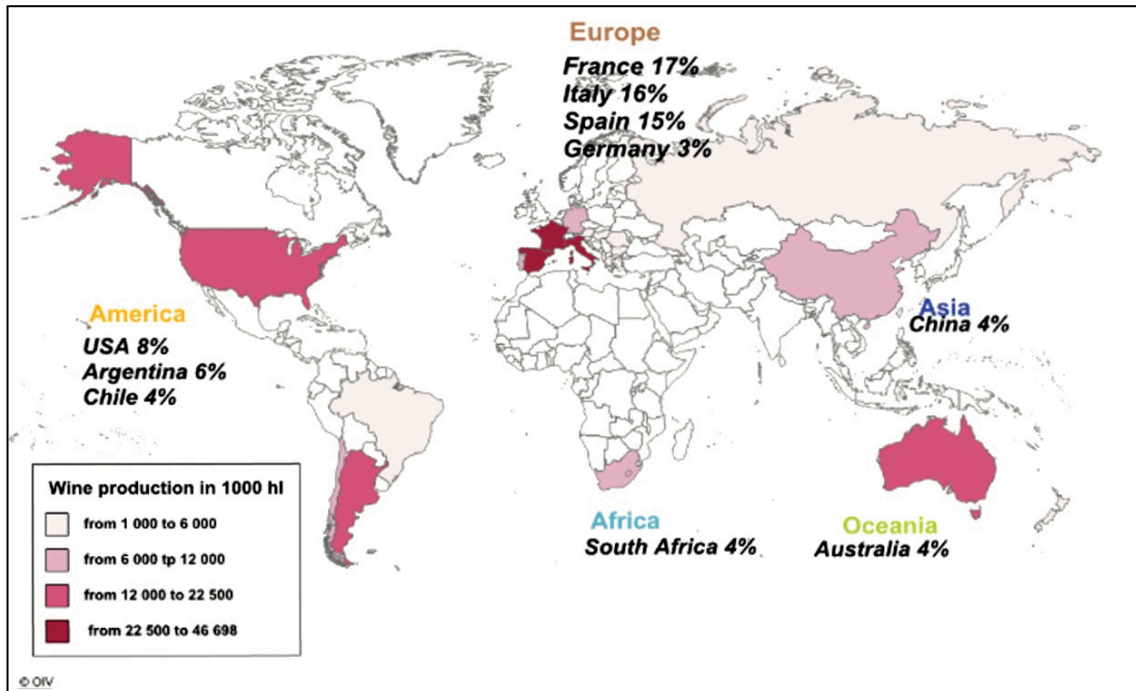 Europe
France 17%
Italy 16%
Spain 15%
Germany 3%
America
USA 8%
Argentina 6%
Chile 4%
Asia
China 4%
Africa
South Africa 4%
Oceania
Australia 4%
Wine production in 1000 hl
from 1 000 to 6 000
from 6 000 tp 12 000
from 12 000 to 22 500
from 22 500 to 46 698
© OIV